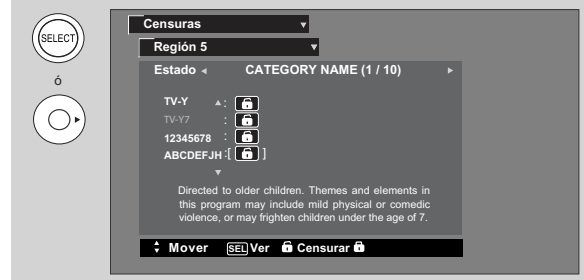 SELECT
ó
Censuras
Región 5
Estado CATEGORY NAME (1 / 10)
TV-Y :
TV-Y7 :
12345678 :
ABCDEFJH :[ ]
Directed to older children. Themes and elements in
this program may include mild physical or comedic
violence, or may frighten children under the age of 7.
Mover SEL Ver Censurar